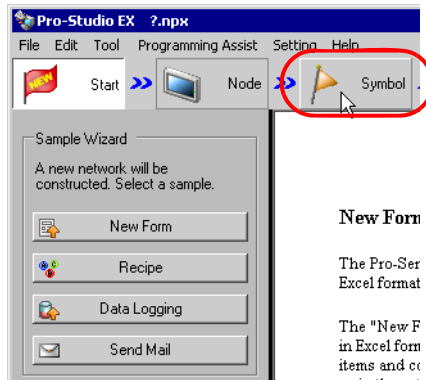 Pro-Studio EX ?.npx
File Edit Tool Programming Assist Setting Help
NEW Start Node Symbol
Sample Wizard
A new network will be
constructed. Select a sample.
New Form
Recipe
Data Logging
Send Mail
New Form
The Pro-Ser
Excel format
The "New F
in Excel form
items and co